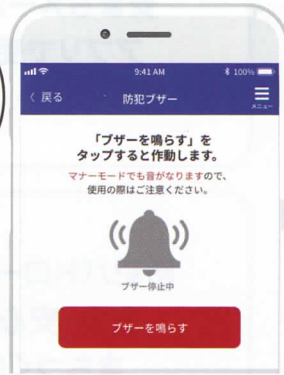 9:41 AM
100%
戻る
防犯ブザー
メニュー
「ブザーを鳴らす」を
タップすると作動します。
マナーモードでも音がなりますので、
使用の際はご注意ください。
ブザー停止中
ブザーを鳴らす